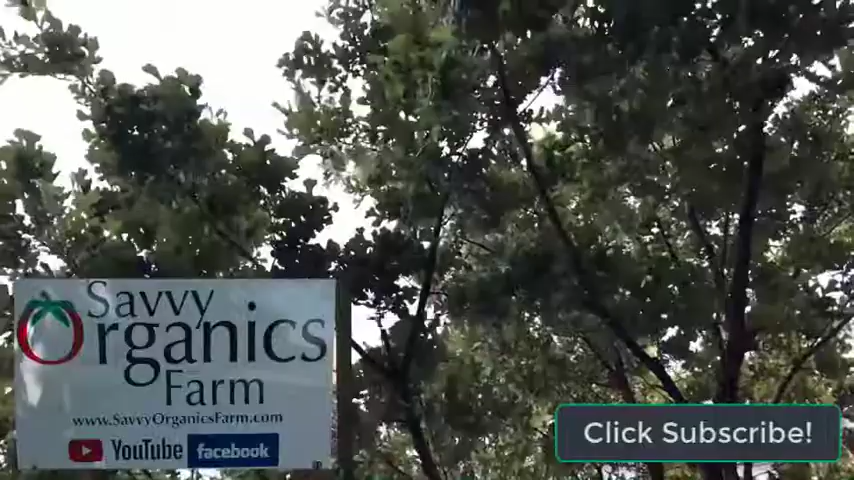 Savvy
Organics
Farm
www.SavvyOrganicsFarm.com
YouTube facebook
Click Subscribe!